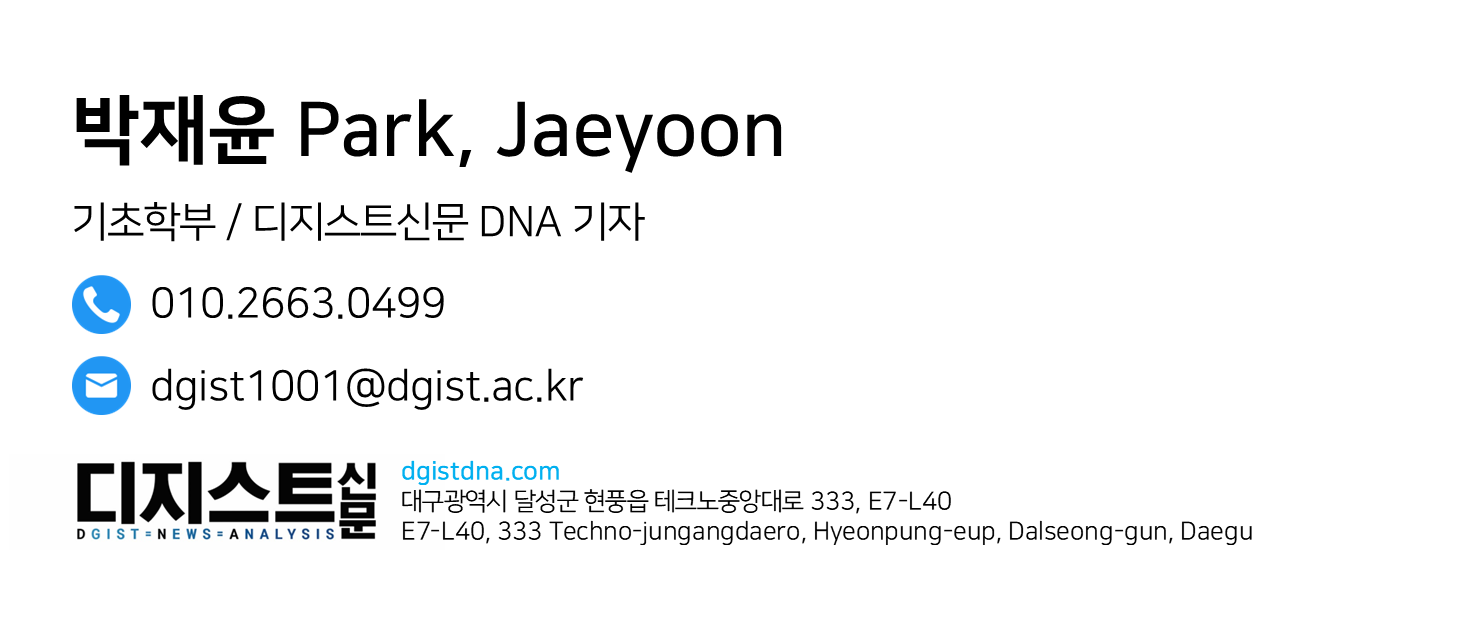 박재윤 Park, Jaeyoon
기초학부 / 디지스트신문 DNA 기자
010.2663.0499
dgist1001@dgist.ac.kr
디지스트신문
DGIST=NEWS=ANALYSIS
dgistdna.com
대구광역시 달성군 현풍읍 테크노중앙대로 333, E7-L40
E7-L40, 333 Techno-jungangdaero, Hyeonpung-eup, Dalseong-gun, Daegu